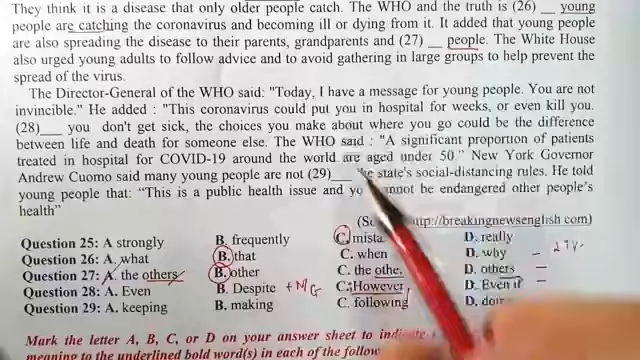 They think it is a disease that only older people catch. The WHO and the truth is (26) __ young
people are catching the coronavirus and becoming ill or dying from it. It added that young people
are also spreading the disease to their parents, grandparents and (27) __ people. The White House
also urged young adults to follow advice and to avoid gathering in large groups to help prevent the
spread of the virus.
The Director-General of the WHO said: "Today, I have a message for young people. You are not
invincible." He added : "This coronavirus could put you in hospital for weeks, or even kill you.
(28)___ you don't get sick, the choices you make about where you go could be the difference
between life and death for someone else. The WHO said : "A significant proportion of patients
treated in hospital for COVID-19 around the world are aged under 50." New York Governor
Andrew Cuomo said many young people are not (29)___ the state's social-distancing rules. He told
young people that: "This is a public health issue and you cannot be endangered other people's
health"
http://breakingnewsenglish.com)
Question 25: A strongly B. frequently C. mista D. really
Question 26: A. what B. that C. when D. why
Question 27: A. the others B. other C. the othe D. others
Question 28: A. Even B. Despite + N/G C. However D. Even if
Question 29: A. keeping B. making C. following D. doin
Mark the letter A, B, C, or D on your answer sheet to indicate
meaning to the underlined bold word(s) in each of the follow